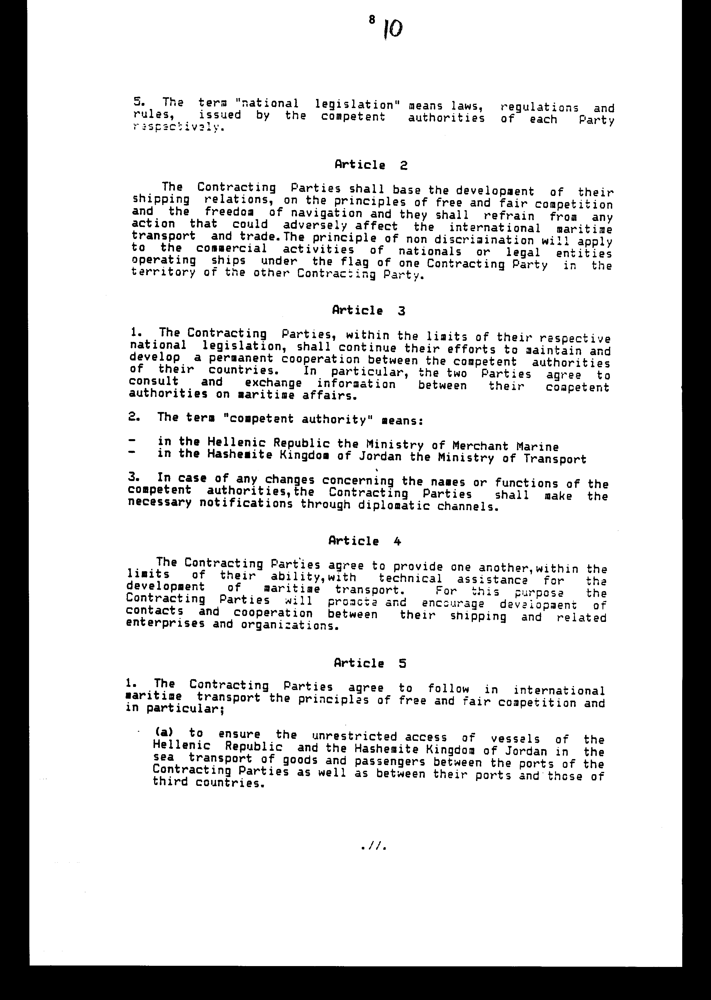 8 10
5. The term "national legislation" means laws, regulations and
rules, issued by the competent authorities of each Party
respectively.
Article 2
The Contracting Parties shall base the development of their
shipping relations, on the principles of free and fair competition
and the freedom of navigation and they shall refrain from any
action that could adversely affect the international maritime
transport and trade.The principle of non discrimination will apply
to the commercial activities of nationals or legal entities
operating ships under the flag of one Contracting Party in the
territory of the other Contracting Party.
Article 3
1. The Contracting Parties, within the limits of their respective
national legislation, shall continue their efforts to maintain and
develop a permanent cooperation between the competent authorities
of their countries. In particular, the two Parties agree to
consult and exchange information between their competent
authorities on maritime affairs.
2. The term "competent authority" means:
- in the Hellenic Republic the Ministry of Merchant Marine
- in the Hashemite Kingdom of Jordan the Ministry of Transport
3. In case of any changes concerning the names or functions of the
competent authorities,the Contracting Parties shall make the
necessary notifications through diplomatic channels.
Article 4
The Contracting Parties agree to provide one another,within the
limits of their ability,with technical assistance for the
development of maritime transport. For this purpose the
Contracting Parties will promote and encourage development of
contacts and cooperation between their shipping and related
enterprises and organizations.
Article 5
1. The Contracting Parties agree to follow in international
maritime transport the principles of free and fair competition and
in particular;
(a) to ensure the unrestricted access of vessels of the
Hellenic Republic and the Hashemite Kingdom of Jordan in the
sea transport of goods and passengers between the ports of the
Contracting Parties as well as between their ports and those of
third countries.
.//.